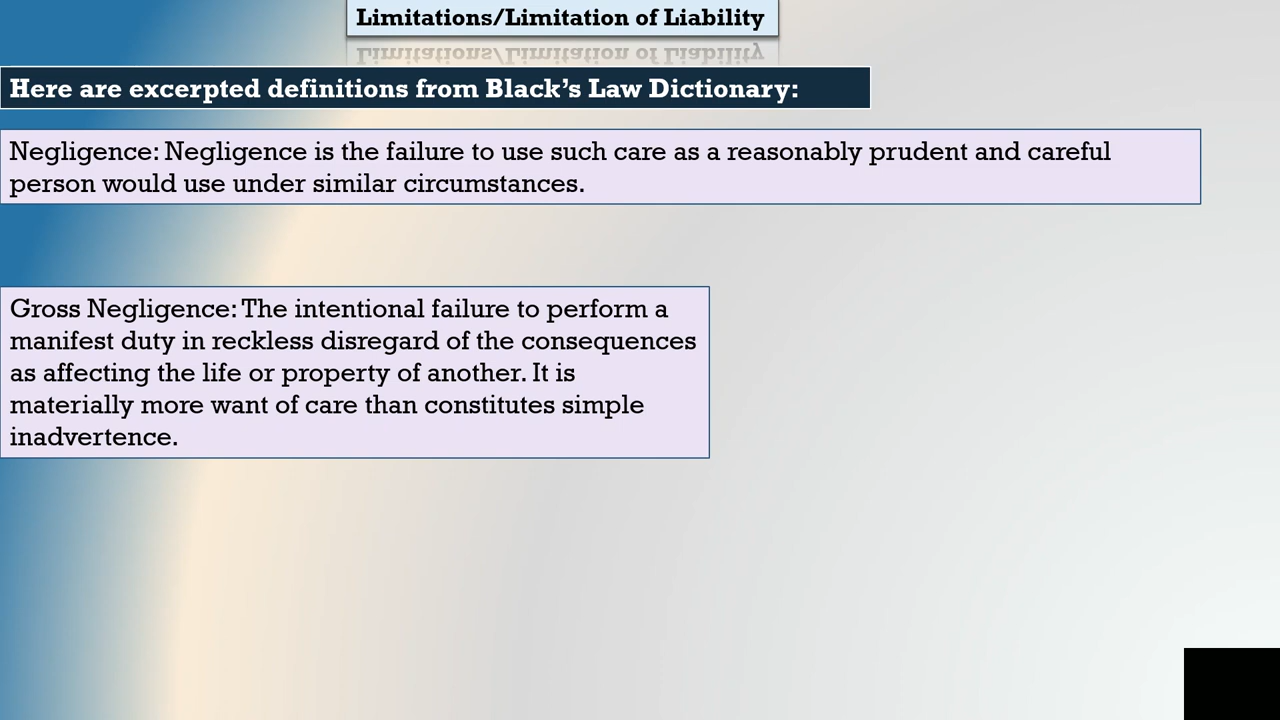 Limitations/Limitation of Liability
Here are excerpted definitions from Black’s Law Dictionary:
Negligence: Negligence is the failure to use such care as a reasonably prudent and careful
person would use under similar circumstances.
Gross Negligence: The intentional failure to perform a
manifest duty in reckless disregard of the consequences
as affecting the life or property of another. It is
materially more want of care than constitutes simple
inadvertence.